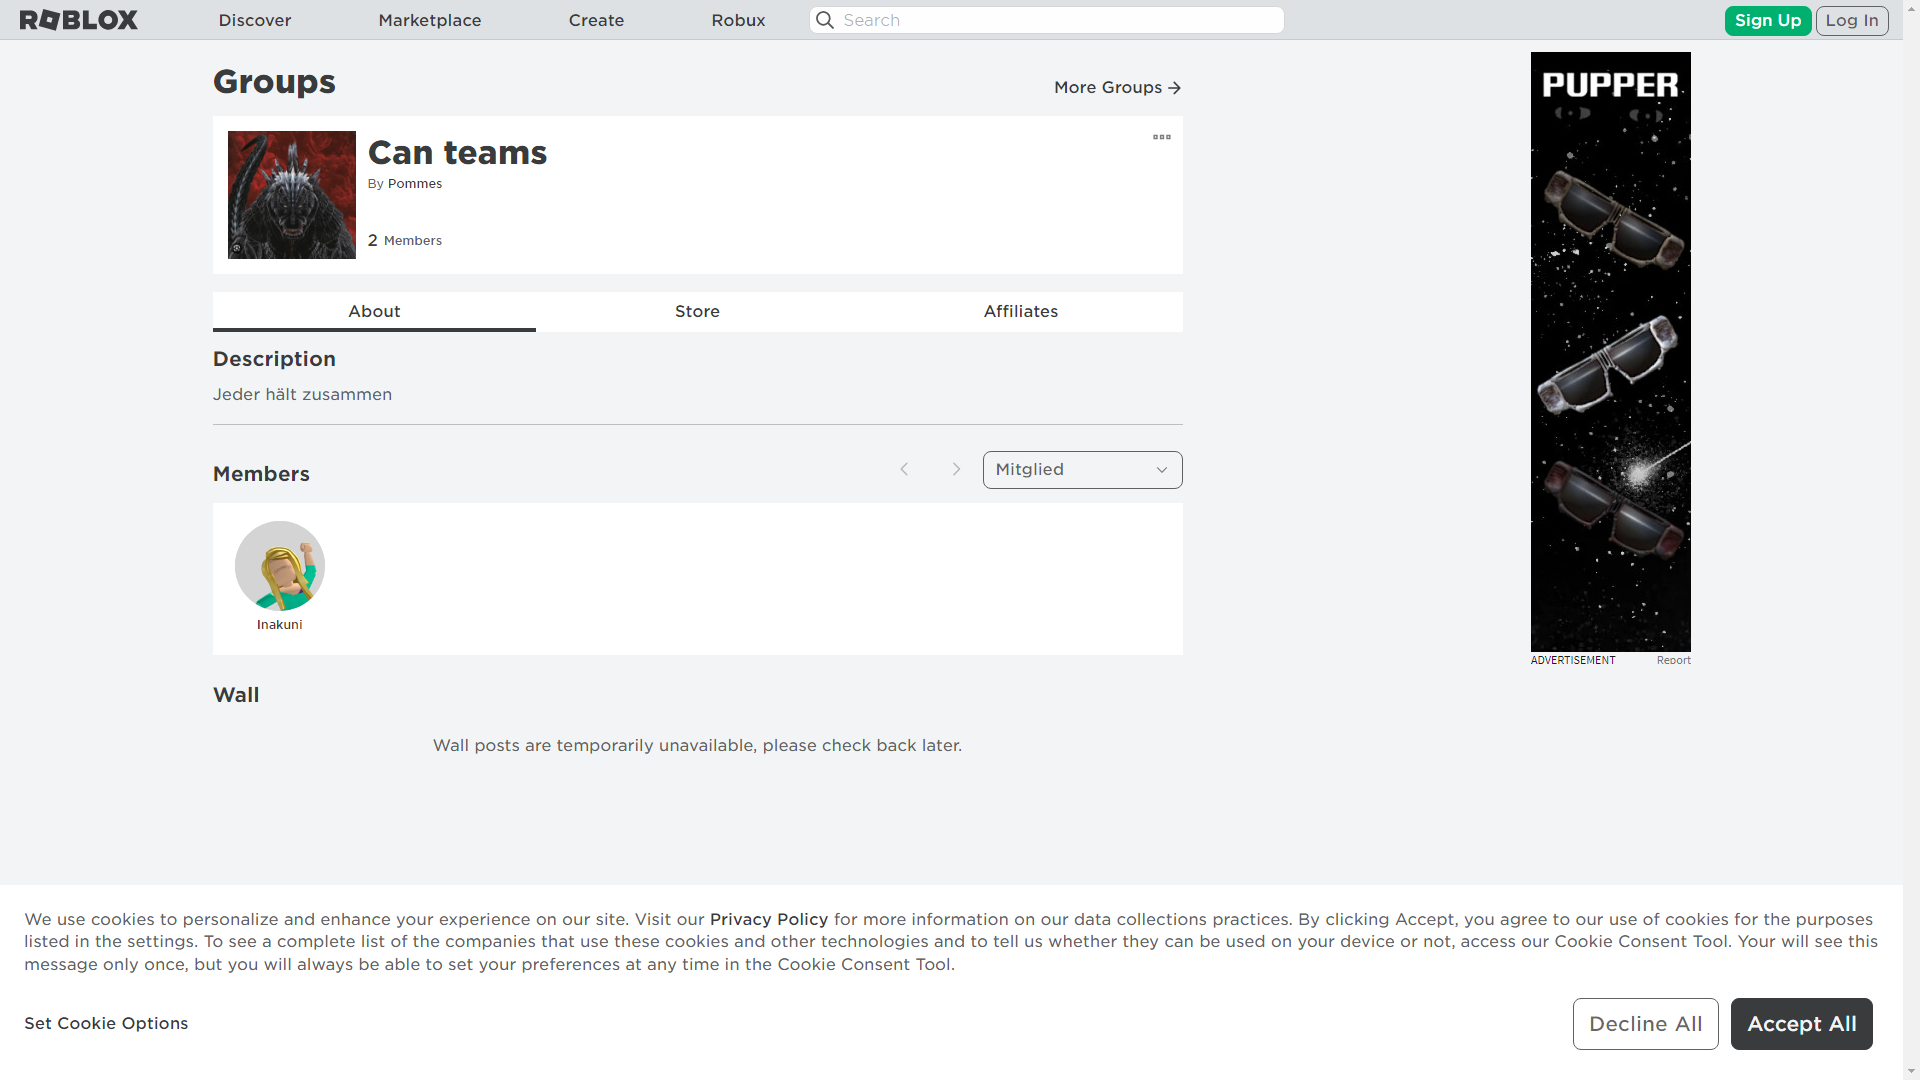 ROBLOX
Discover
Marketplace
Create
Robux
Search
Sign Up
Log In
Groups
More Groups
Can teams
By Pommes
2 Members
About
Store
Affiliates
Description
Jeder hält zusammen
Members
Mitglied
Inakuni
Wall
Wall posts are temporarily unavailable, please check back later.
PUPPER
ADVERTISEMENT
Report
We use cookies to personalize and enhance your experience on our site. Visit our Privacy Policy for more information on our data collections practices. By clicking Accept, you agree to our use of cookies for the purposes
listed in the settings. To see a complete list of the companies that use these cookies and other technologies and to tell us whether they can be used on your device or not, access our Cookie Consent Tool. Your will see this
message only once, but you will always be able to set your preferences at any time in the Cookie Consent Tool.
Set Cookie Options
Decline All
Accept All